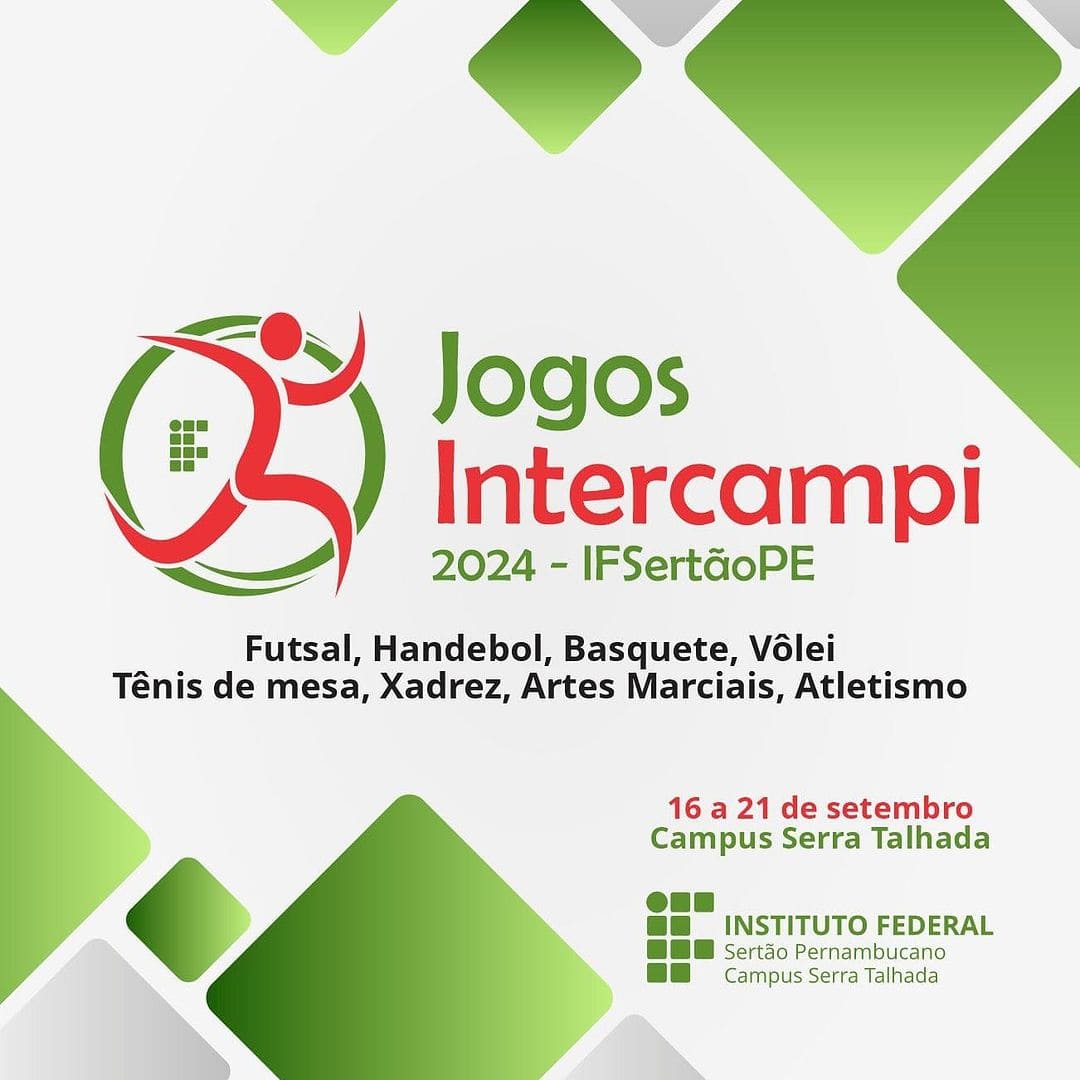 Jogos
Intercampi
2024 - IFSertãoPE
Futsal, Handebol, Basquete, Vôlei
Tênis de mesa, Xadrez, Artes Marciais, Atletismo
16 a 21 de setembro
Campus Serra Talhada
INSTITUTO FEDERAL
Sertão Pernambucano
Campus Serra Talhada